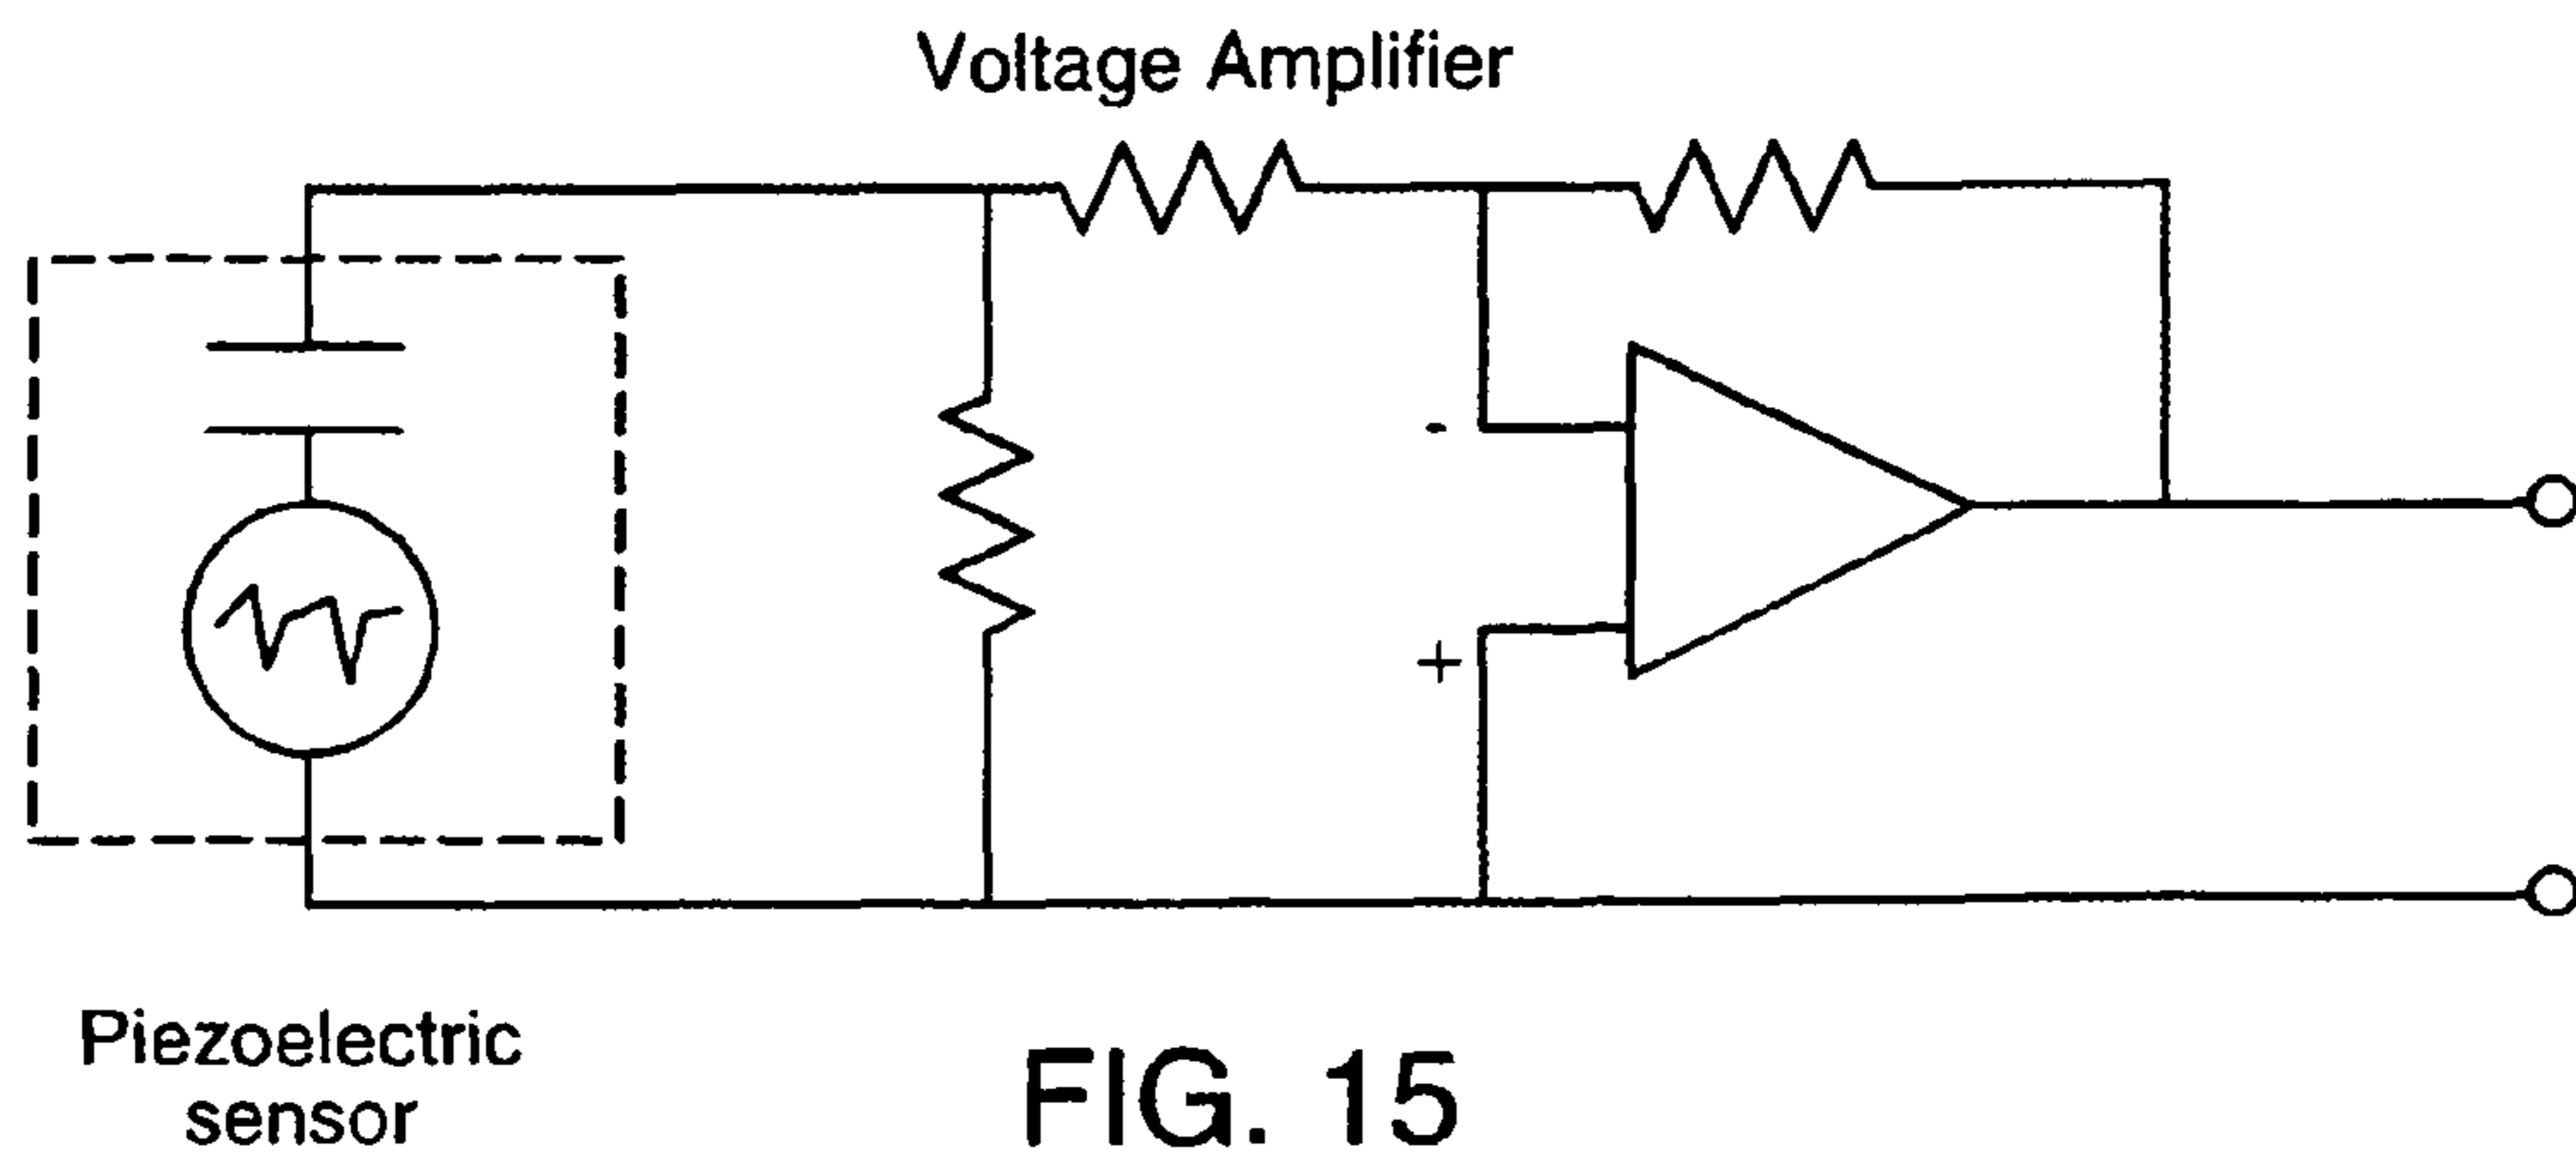 Voltage Amplifier
-
+
Piezoelectric
sensor
FIG. 15